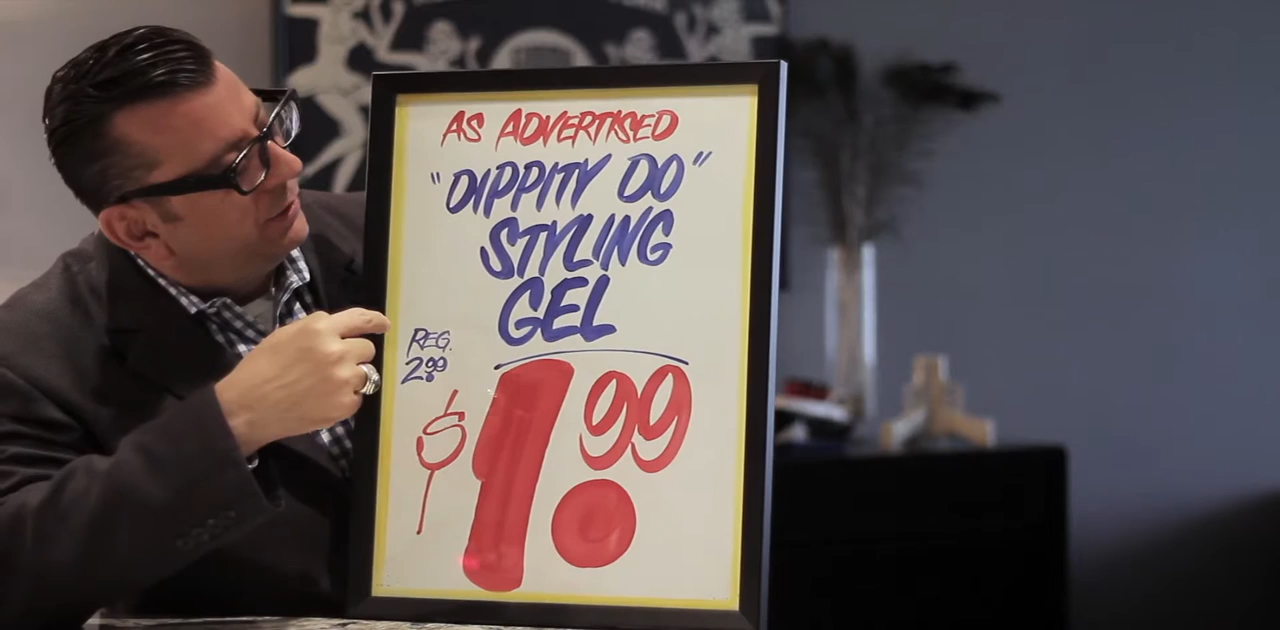 AS ADVERTISED
"DIPPITY DO"
STYLING
GEL
REG.
2.99
$1.99